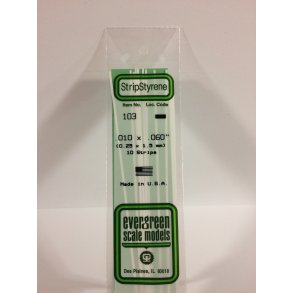 StripStyrene
Item No. Loc. Code
103
.010 x .060"
(0.25 x 1.5 mm)
10 Strips
Made in U.S.A.
evergreen
scale models
Des Plaines, IL 60018